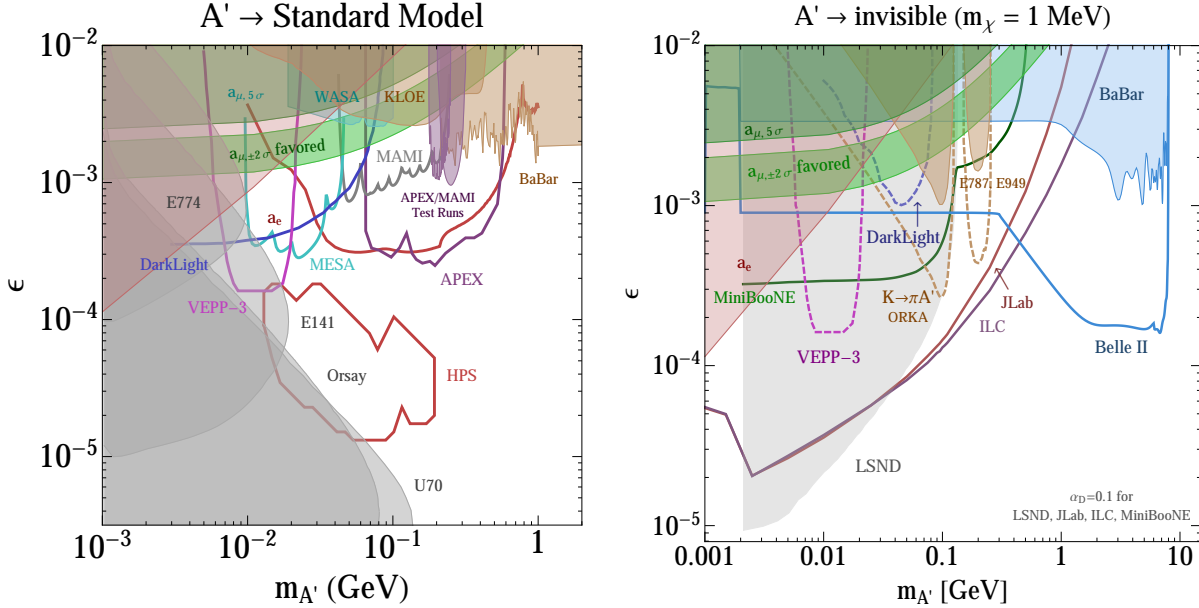 A′ → Standard Model
10⁻²
10⁻³
10⁻⁴
10⁻⁵
ϵ
10⁻³
10⁻²
10⁻¹
1
m_A′ (GeV)
WASA
KLOE
a_μ, 5 σ
a_μ,±2 σ favored
MAMI
BaBar
E774
APEX/MAMI
Test Runs
a_e
DarkLight
MESA
APEX
VEPP−3
E141
Orsay
HPS
U70
A′ → invisible (m_χ = 1 MeV)
10⁻²
10⁻³
10⁻⁴
10⁻⁵
ϵ
0.001
0.01
0.1
1
10
m_A′ [GeV]
BaBar
a_μ, 5 σ
a_μ,±2 σ favored
E787, E949
DarkLight
a_e
MiniBooNE
K→πA′
ORKA
JLab
ILC
VEPP−3
Belle II
LSND
α_D=0.1 for
LSND, JLab, ILC, MiniBooNE